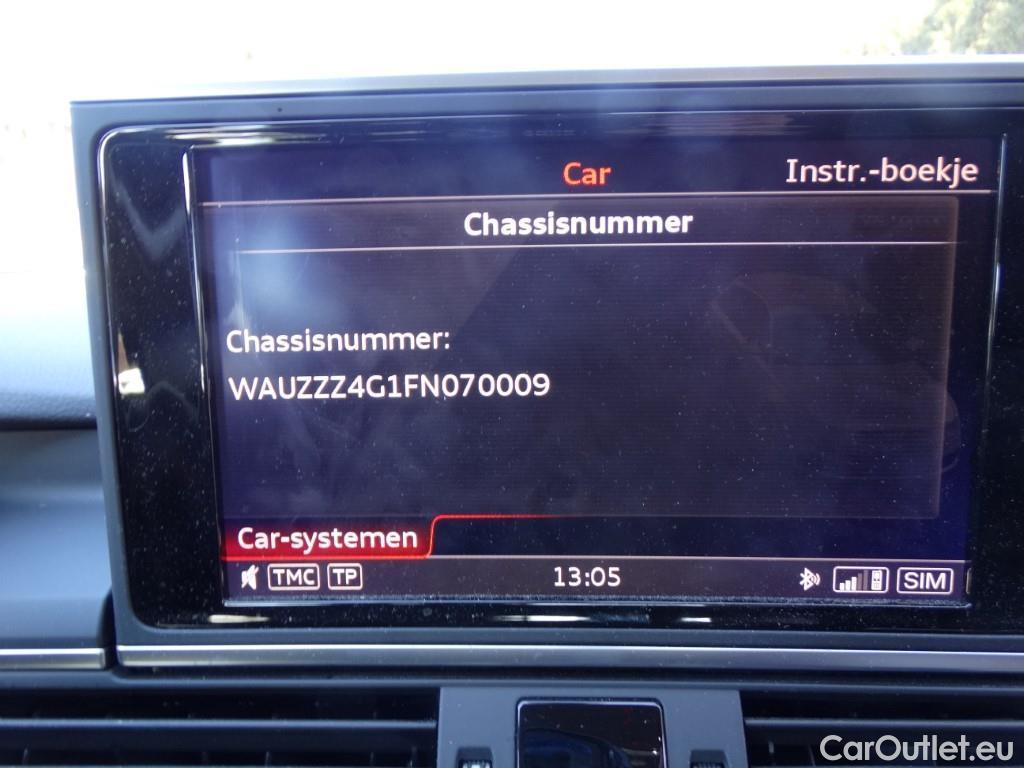 Car
Instr.-boekje
Chassisnummer
Chassisnummer:
WAUZZZ4G1FN070009
Car-systemen
TMC TP 13:05 SIM
CarOutlet.eu